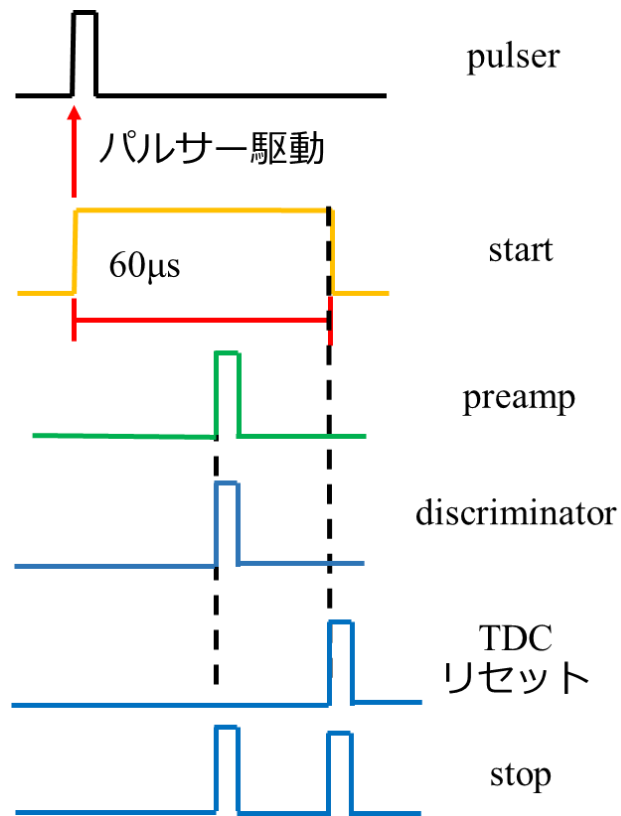 pulser
パルサー駆動
start
60μs
preamp
discriminator
TDC
リセット
stop